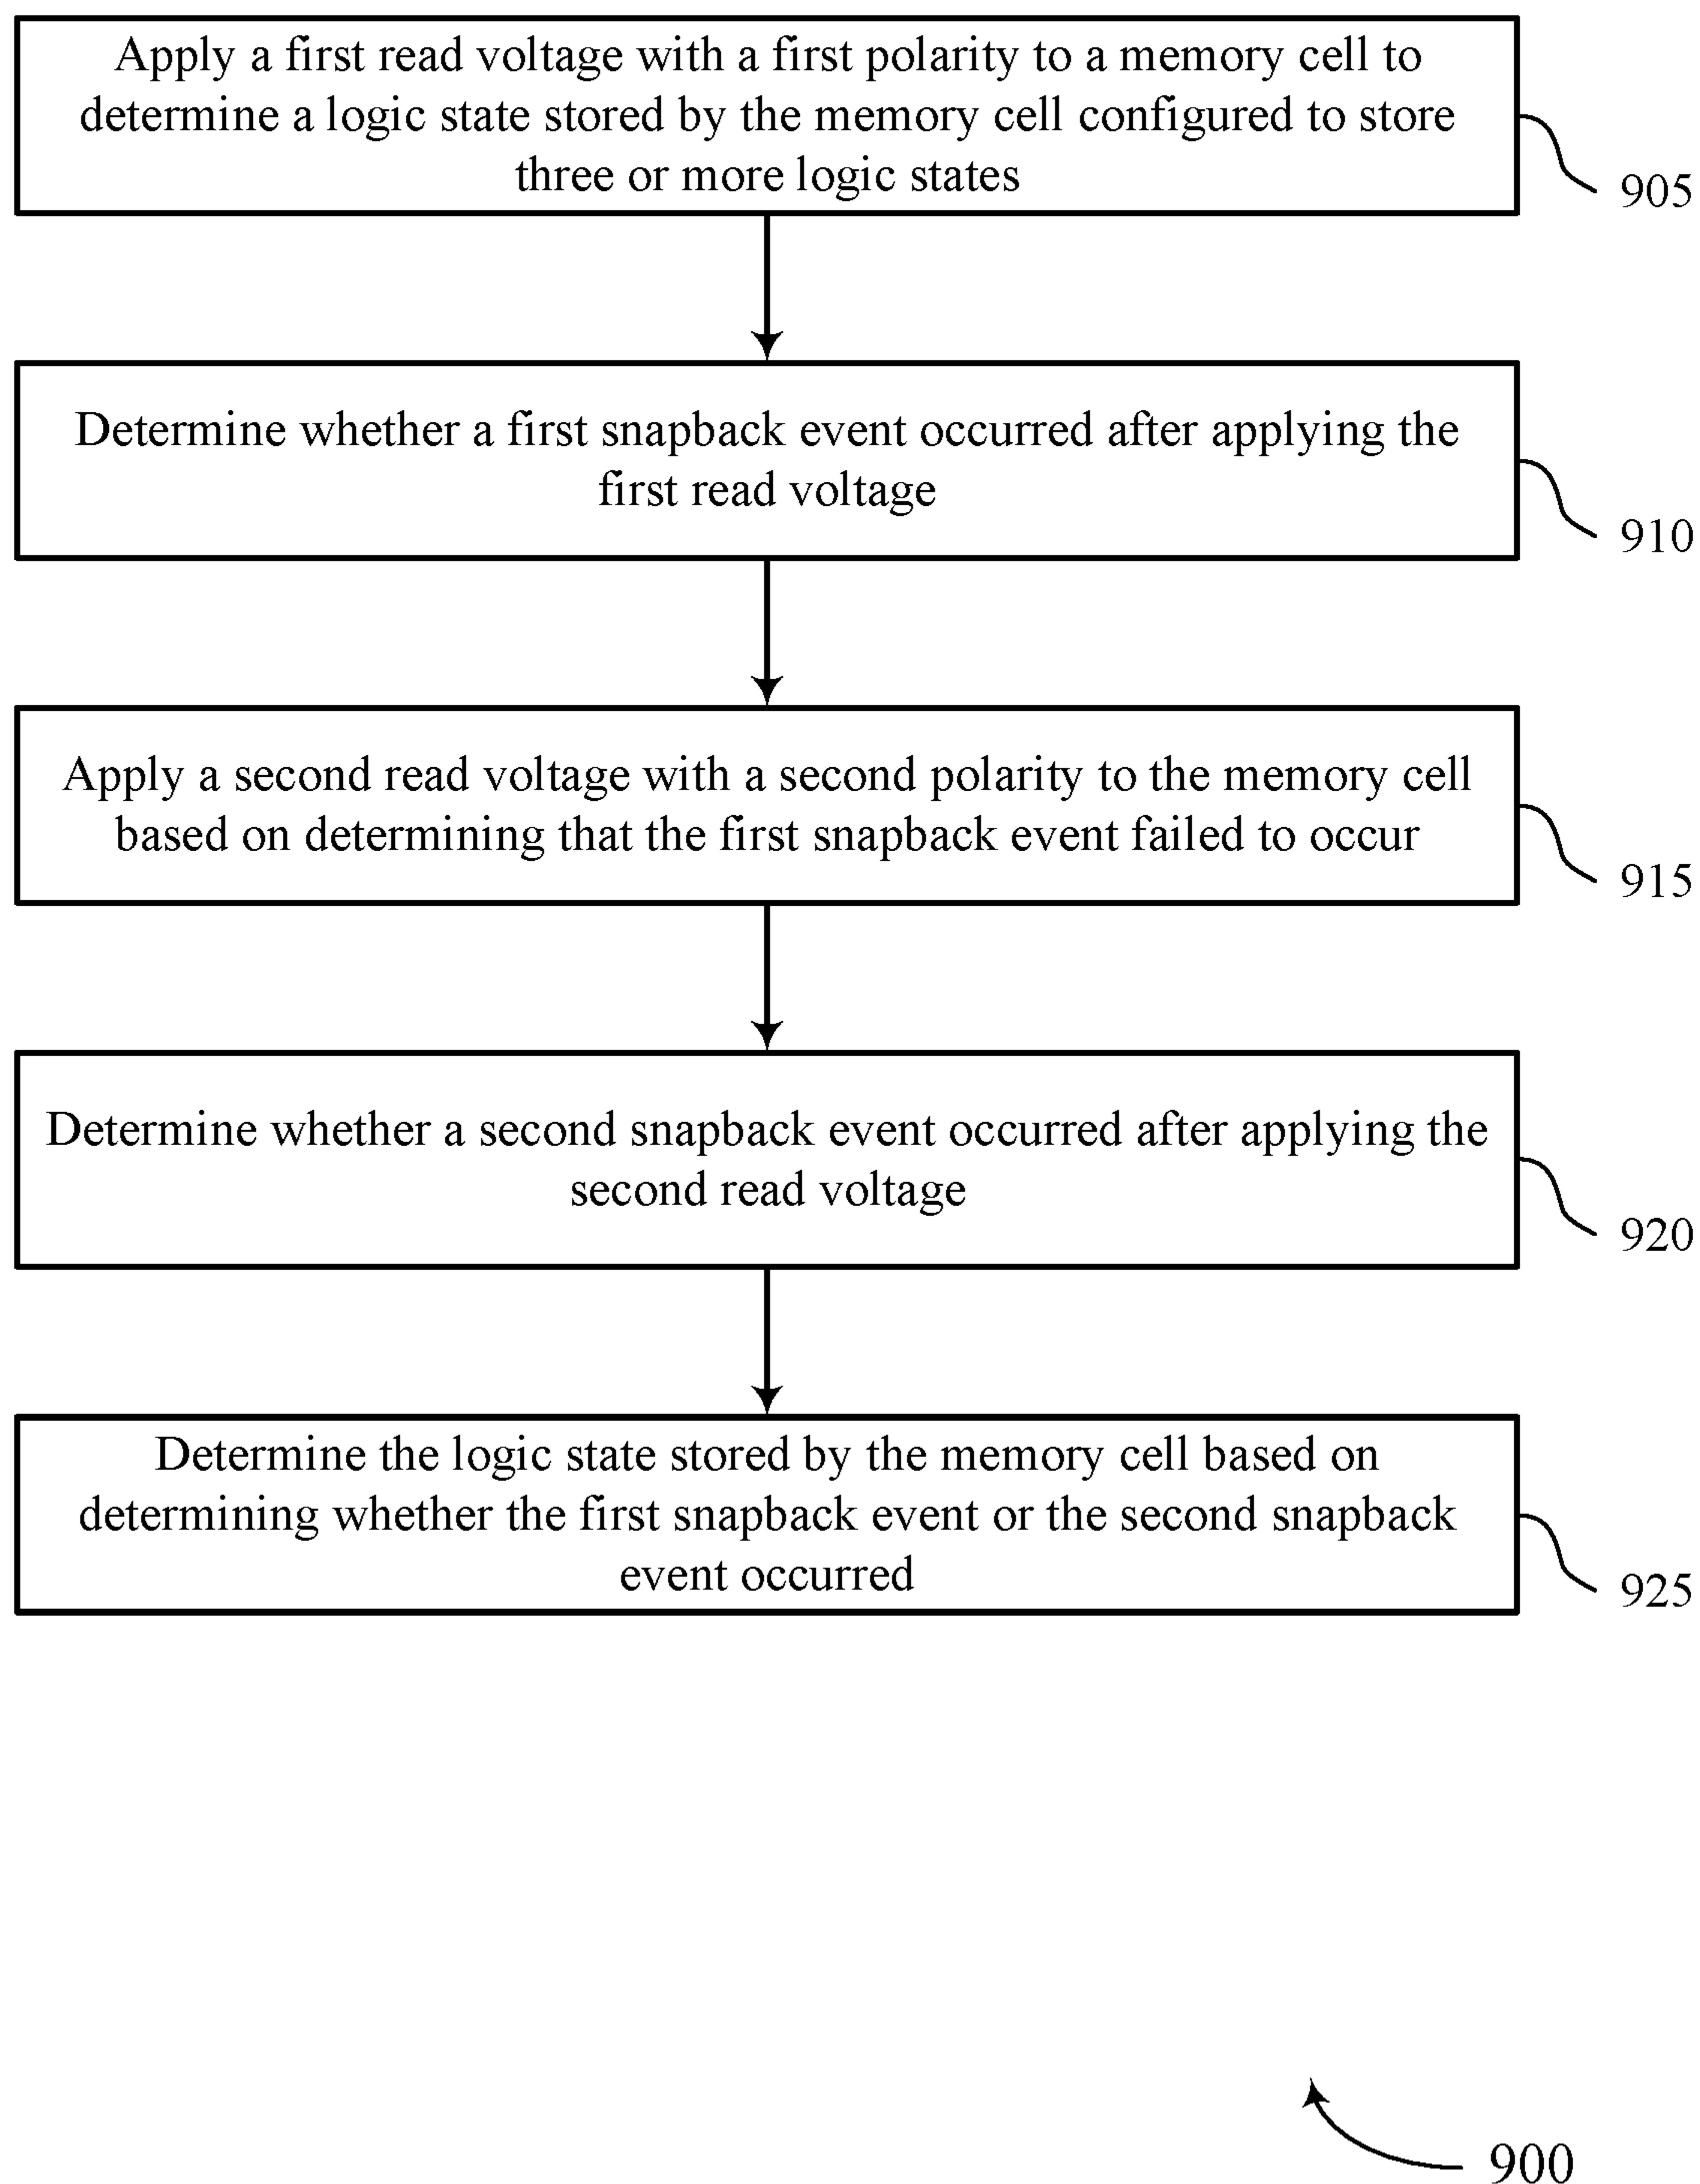 Apply a first read voltage with a first polarity to a memory cell to
determine a logic state stored by the memory cell configured to store
three or more logic states
905
Determine whether a first snapback event occurred after applying the
first read voltage
910
Apply a second read voltage with a second polarity to the memory cell
based on determining that the first snapback event failed to occur
915
Determine whether a second snapback event occurred after applying the
second read voltage
920
Determine the logic state stored by the memory cell based on
determining whether the first snapback event or the second snapback
event occurred
925
900